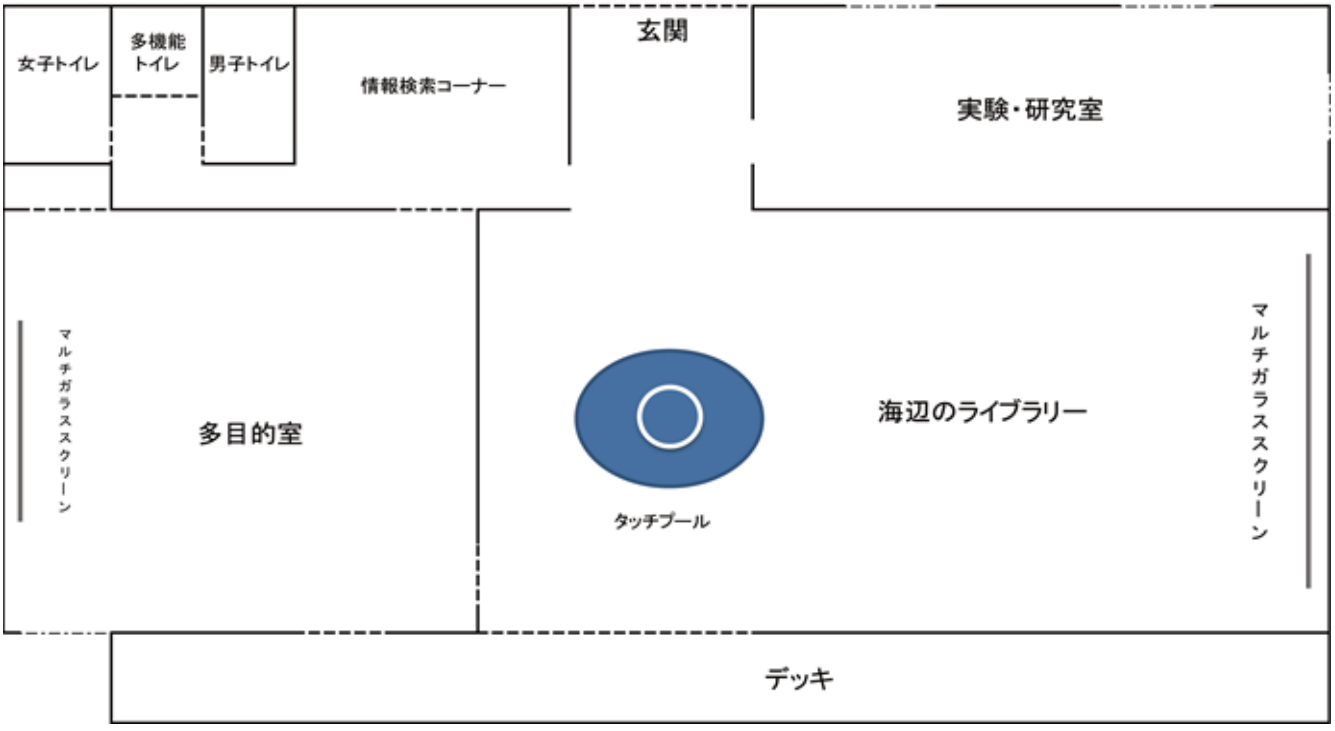 玄関
女子トイレ
多機能
トイレ
男子トイレ
情報検索コーナー
実験・研究室
マルチガラススクリーン
多目的室
タッチプール
海辺のライブラリー
マルチガラススクリーン
デッキ